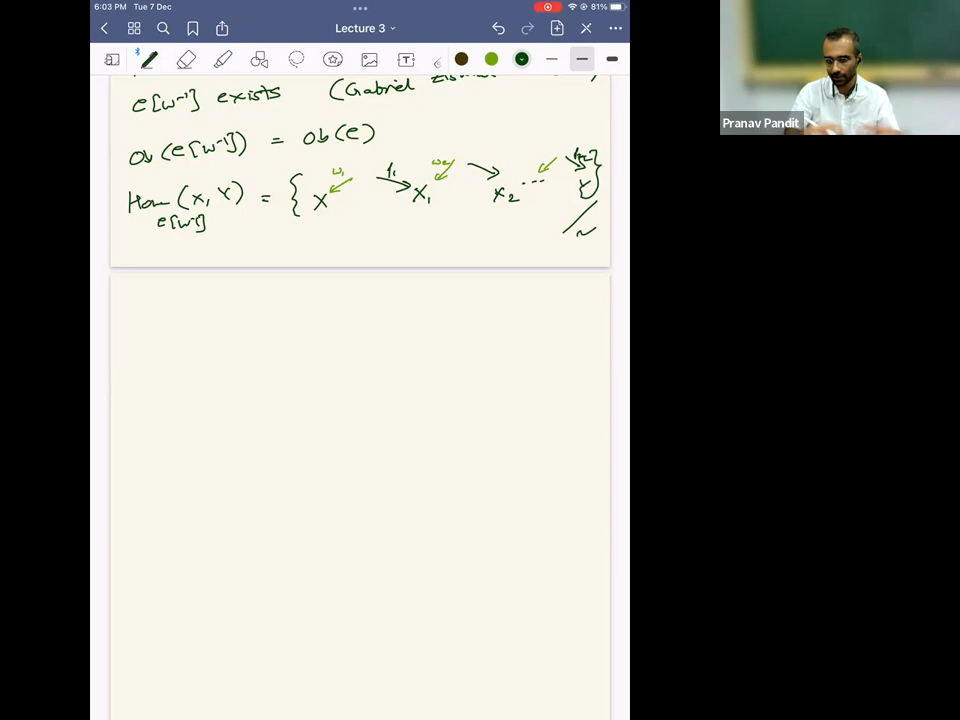 6:03 PM Tue 7 Dec
81%
Lecture 3
Pranav Pandit
e[w⁻¹] exists (Gabriel )
Ob(e[w⁻¹]) = Ob(e)
Hom e[w⁻¹] (X, Y) = { X w₁ f₁ X₁ w₂ X₂ ... Y } / ~